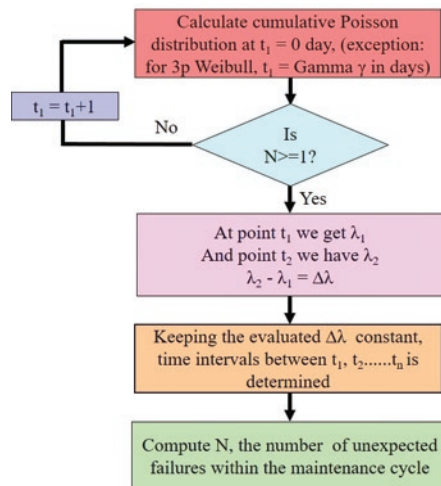 Calculate cumulative Poisson
distribution at t₁ = 0 day, (exception:
for 3p Weibull, t₁ = Gamma γ in days)
t₁ = t₁+1
No
Is
N>=1?
Yes
At point t₁ we get λ₁
And point t₂ we have λ₂
λ₂ - λ₁ = Δλ
Keeping the evaluated Δλ constant,
time intervals between t₁, t₂......tₙ is
determined
Compute N, the number of unexpected
failures within the maintenance cycle